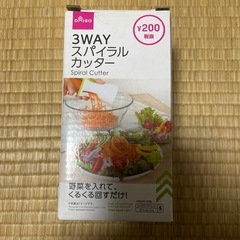 DAISO
¥200
税抜
3WAY
スパイラル
カッター
Spiral Cutter
野菜を入れて、
くるくる回すだけ!